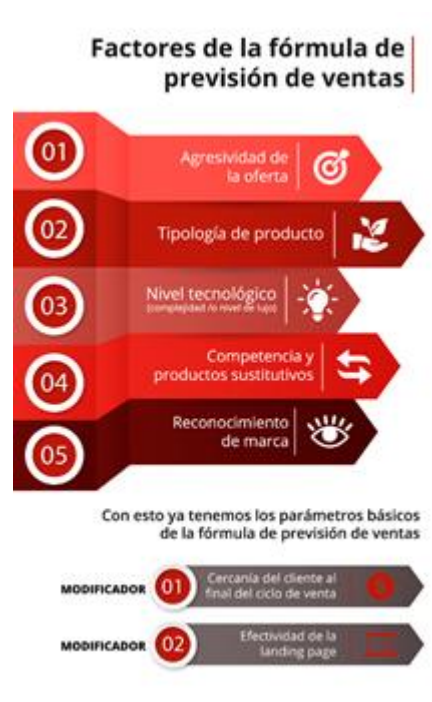 Factores de la fórmula de
previsión de ventas
01
Agresividad de
la oferta
02
Tipología de producto
03
Nivel tecnológico
(complejidad /o nivel de lujo)
04
Competencia y
productos sustitutivos
05
Reconocimiento
de marca
Con esto ya tenemos los parámetros básicos
de la fórmula de previsión de ventas
MODIFICADOR 01 Cercanía del cliente al
final del ciclo de venta
MODIFICADOR 02 Efectividad de la
landing page